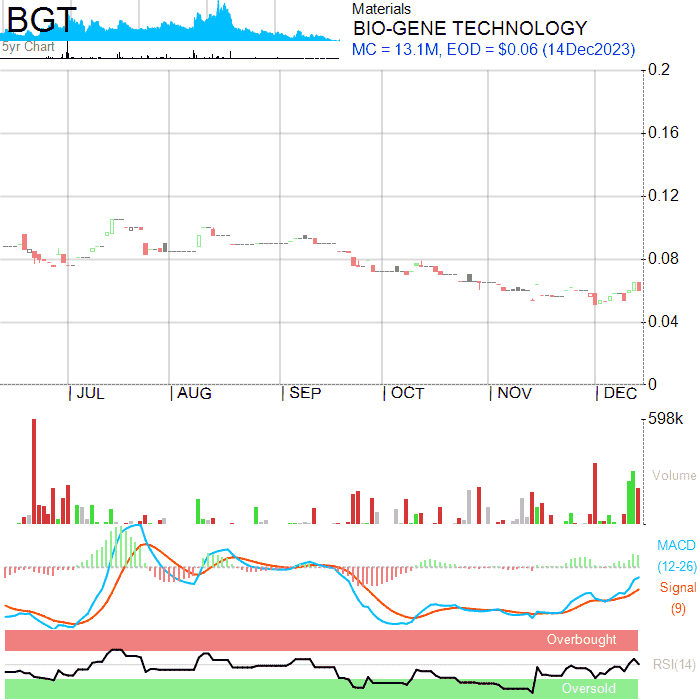 BGT
5yr Chart
Materials
BIO-GENE TECHNOLOGY
MC = 13.1M, EOD = $0.06 (14Dec2023)
0.2
0.16
0.12
0.08
0.04
0
JUL AUG SEP OCT NOV DEC
598k
Volume
MACD
(12-26)
Signal
(9)
Overbought
RSI(14)
Oversold